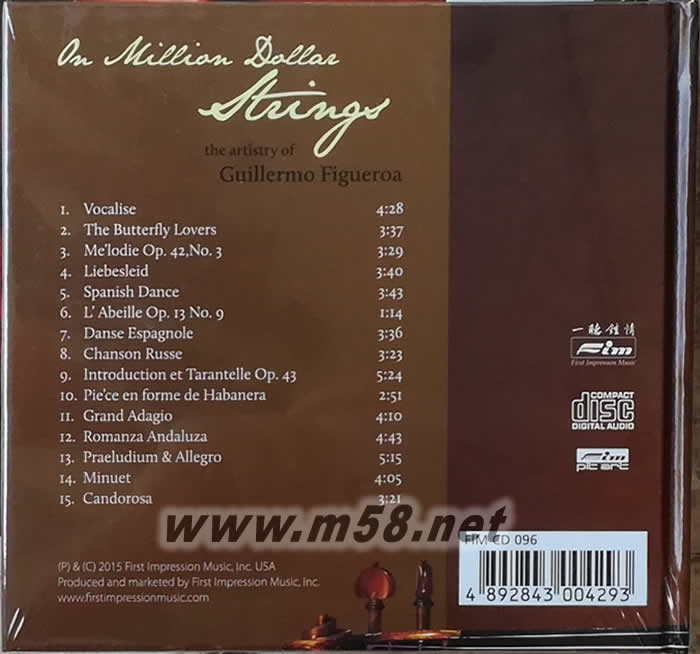 On Million Dollar
Strings
the artistry of
Guillermo Figueroa
1. Vocalise 4:28
2. The Butterfly Lovers 3:37
3. Me'lodie Op. 42,No. 3 3:29
4. Liebesleid 3:40
5. Spanish Dance 3:43
6. L' Abeille Op. 13 No. 9 1:14
7. Danse Espagnole 3:36
8. Chanson Russe 3:23
9. Introduction et Tarantelle Op. 43 5:24
10. Pie'ce en forme de Habanera 2:51
11. Grand Adagio 4:10
12. Romanza Andaluza 4:43
13. Praeludium & Allegro 5:15
14. Minuet 4:05
15. Candorosa 3:21
一聽鍾情
Fim
First Impression Music
COMPACT
disc
DIGITAL AUDIO
Fim
pit art
www.m58.net
FIM CD 096
4 892843 004293
(P) & (C) 2015 First Impression Music, Inc. USA
Produced and marketed by First Impression Music, Inc.
www.firstimpressionmusic.com